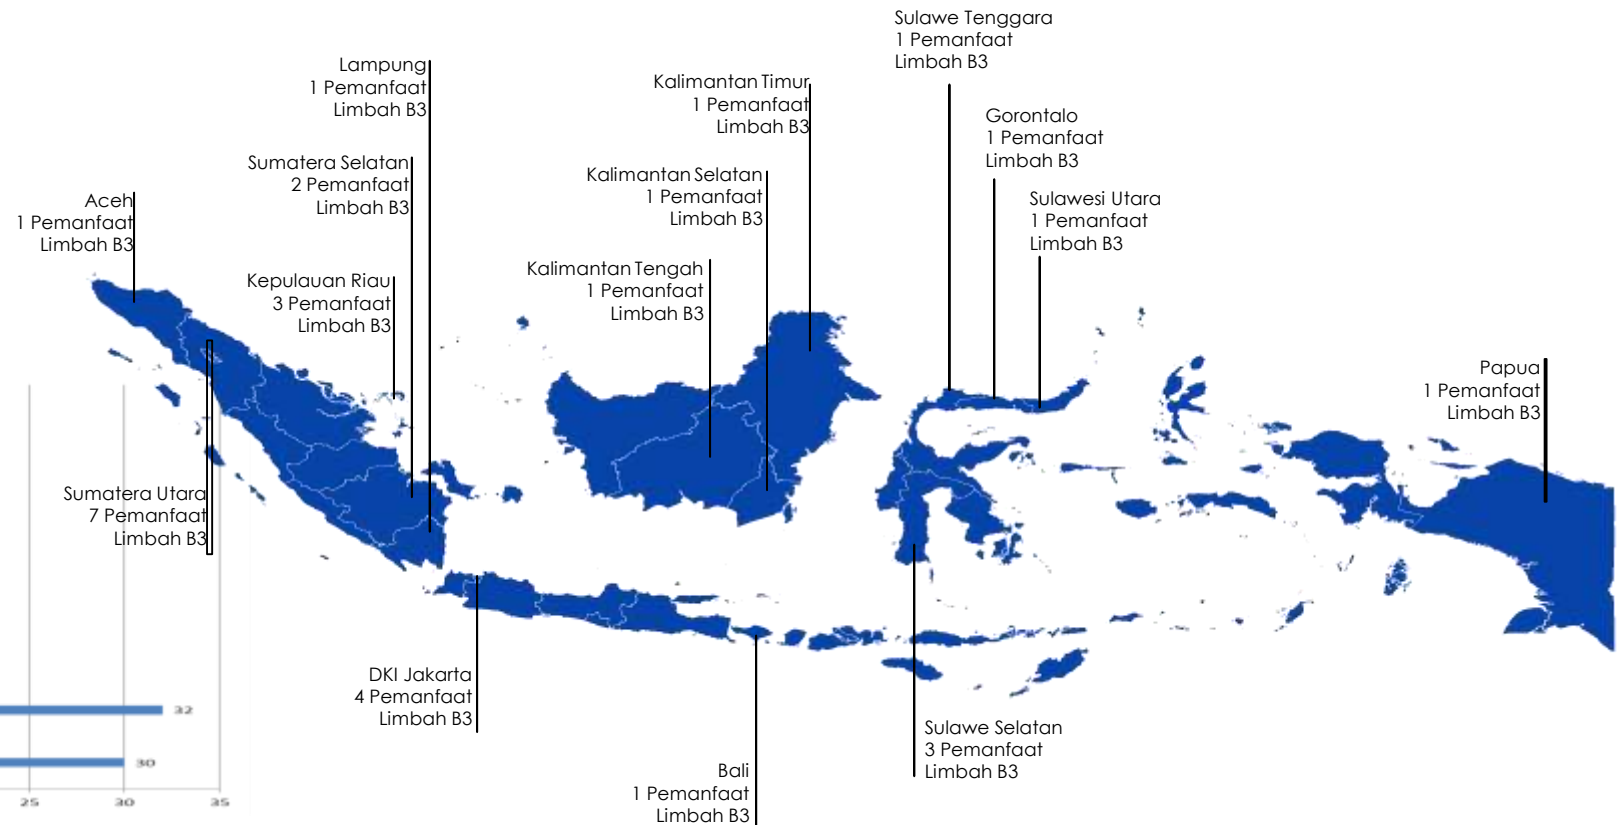 Sulawe Tenggara
1 Pemanfaat
Limbah B3
Lampung
1 Pemanfaat
Limbah B3
Kalimantan Timur
1 Pemanfaat
Limbah B3
Gorontalo
1 Pemanfaat
Limbah B3
Sumatera Selatan
2 Pemanfaat
Limbah B3
Kalimantan Selatan
1 Pemanfaat
Limbah B3
Sulawesi Utara
1 Pemanfaat
Limbah B3
Aceh
1 Pemanfaat
Limbah B3
Kepulauan Riau
3 Pemanfaat
Limbah B3
Kalimantan Tengah
1 Pemanfaat
Limbah B3
Papua
1 Pemanfaat
Limbah B3
Sumatera Utara
7 Pemanfaat
Limbah B3
DKI Jakarta
4 Pemanfaat
Limbah B3
Sulawe Selatan
3 Pemanfaat
Limbah B3
Bali
1 Pemanfaat
Limbah B3
32
30
25 30 35